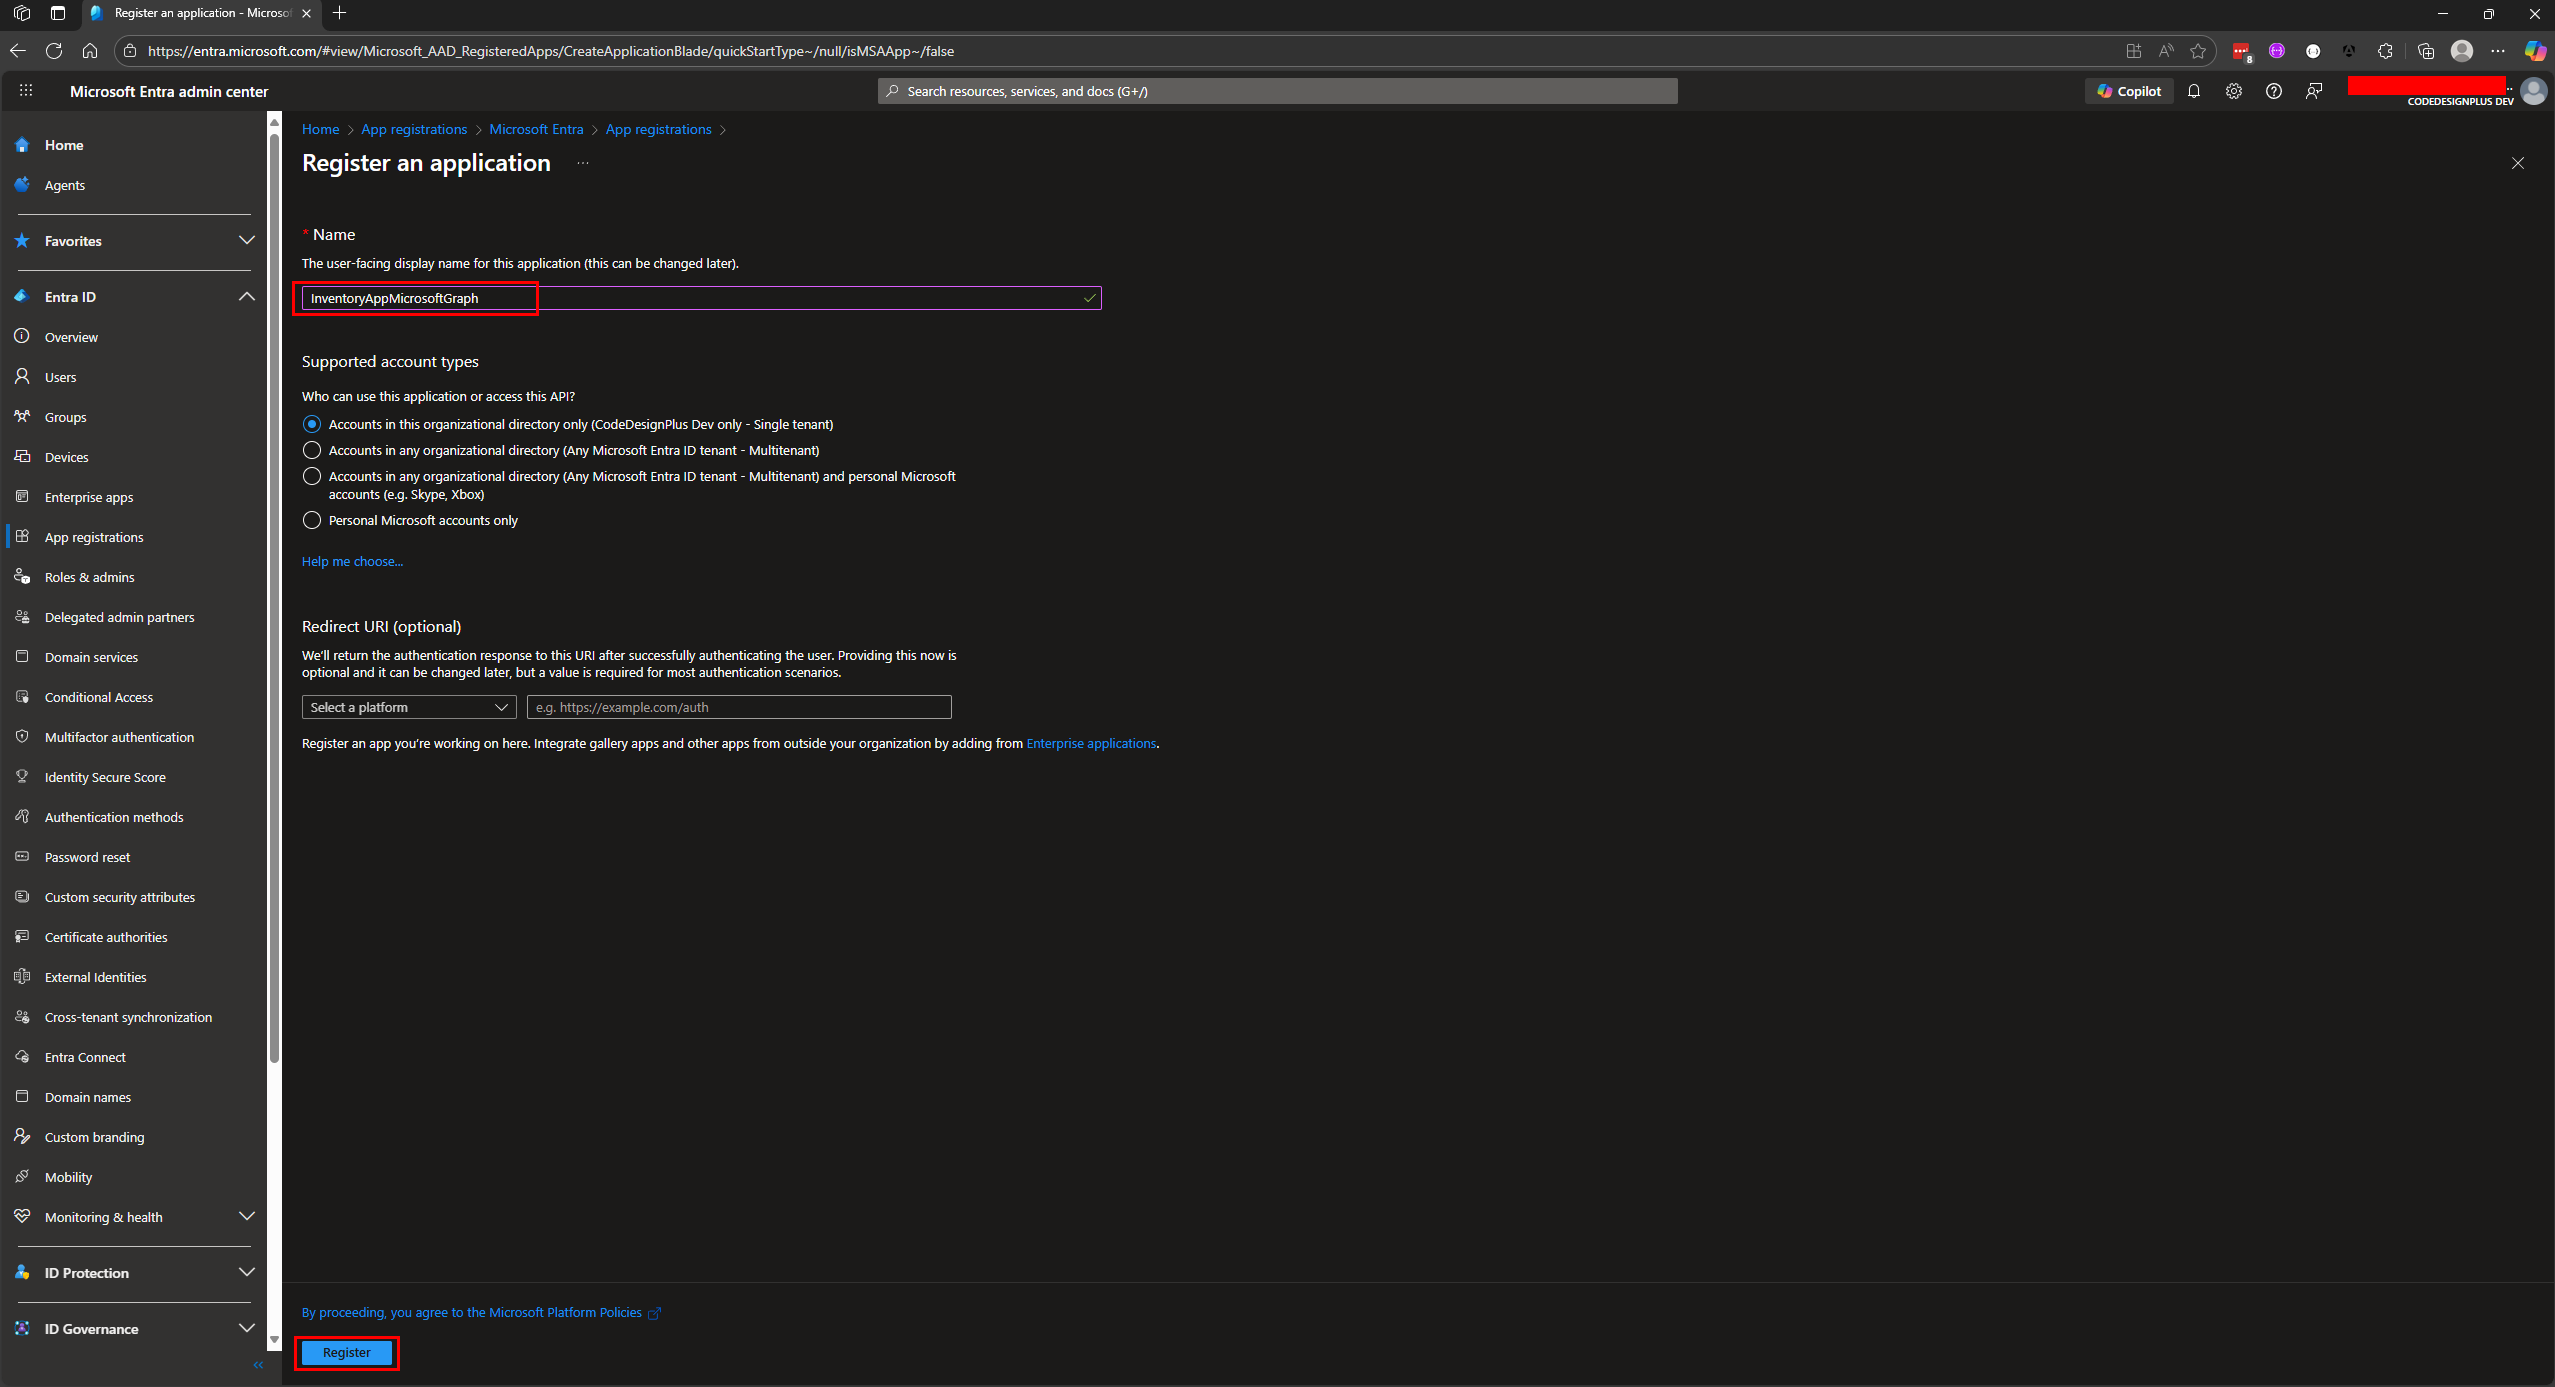 Register an application - Microsof
https://entra.microsoft.com/#view/Microsoft_AAD_RegisteredApps/CreateApplicationBlade/quickStartType~/null/isMSAApp~/false
8
Microsoft Entra admin center
Search resources, services, and docs (G+/)
Copilot
..
CODEDESIGNPLUS DEV
Home
Agents
Favorites
Entra ID
Overview
Users
Groups
Devices
Enterprise apps
App registrations
Roles & admins
Delegated admin partners
Domain services
Conditional Access
Multifactor authentication
Identity Secure Score
Authentication methods
Password reset
Custom security attributes
Certificate authorities
External Identities
Cross-tenant synchronization
Entra Connect
Domain names
Custom branding
Mobility
Monitoring & health
ID Protection
ID Governance
Home > App registrations > Microsoft Entra > App registrations >
Register an application ...
* Name
The user-facing display name for this application (this can be changed later).
InventoryAppMicrosoftGraph
Supported account types
Who can use this application or access this API?
Accounts in this organizational directory only (CodeDesignPlus Dev only - Single tenant)
Accounts in any organizational directory (Any Microsoft Entra ID tenant - Multitenant)
Accounts in any organizational directory (Any Microsoft Entra ID tenant - Multitenant) and personal Microsoft
accounts (e.g. Skype, Xbox)
Personal Microsoft accounts only
Help me choose...
Redirect URI (optional)
We'll return the authentication response to this URI after successfully authenticating the user. Providing this now is
optional and it can be changed later, but a value is required for most authentication scenarios.
Select a platform
e.g. https://example.com/auth
Register an app you're working on here. Integrate gallery apps and other apps from outside your organization by adding from Enterprise applications.
By proceeding, you agree to the Microsoft Platform Policies
Register